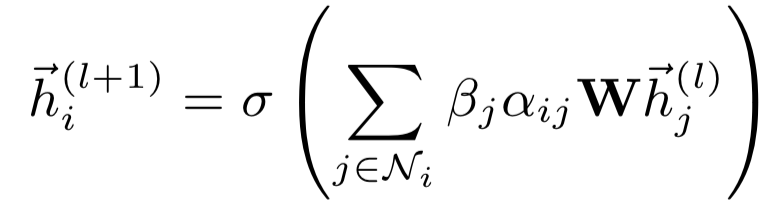 $\vec{h}_i^{(l+1)} = \sigma \left( \sum_{j \in \mathcal{N}_i} \beta_j \alpha_{ij} \mathbf{W} \vec{h}_j^{(l)} \right)$